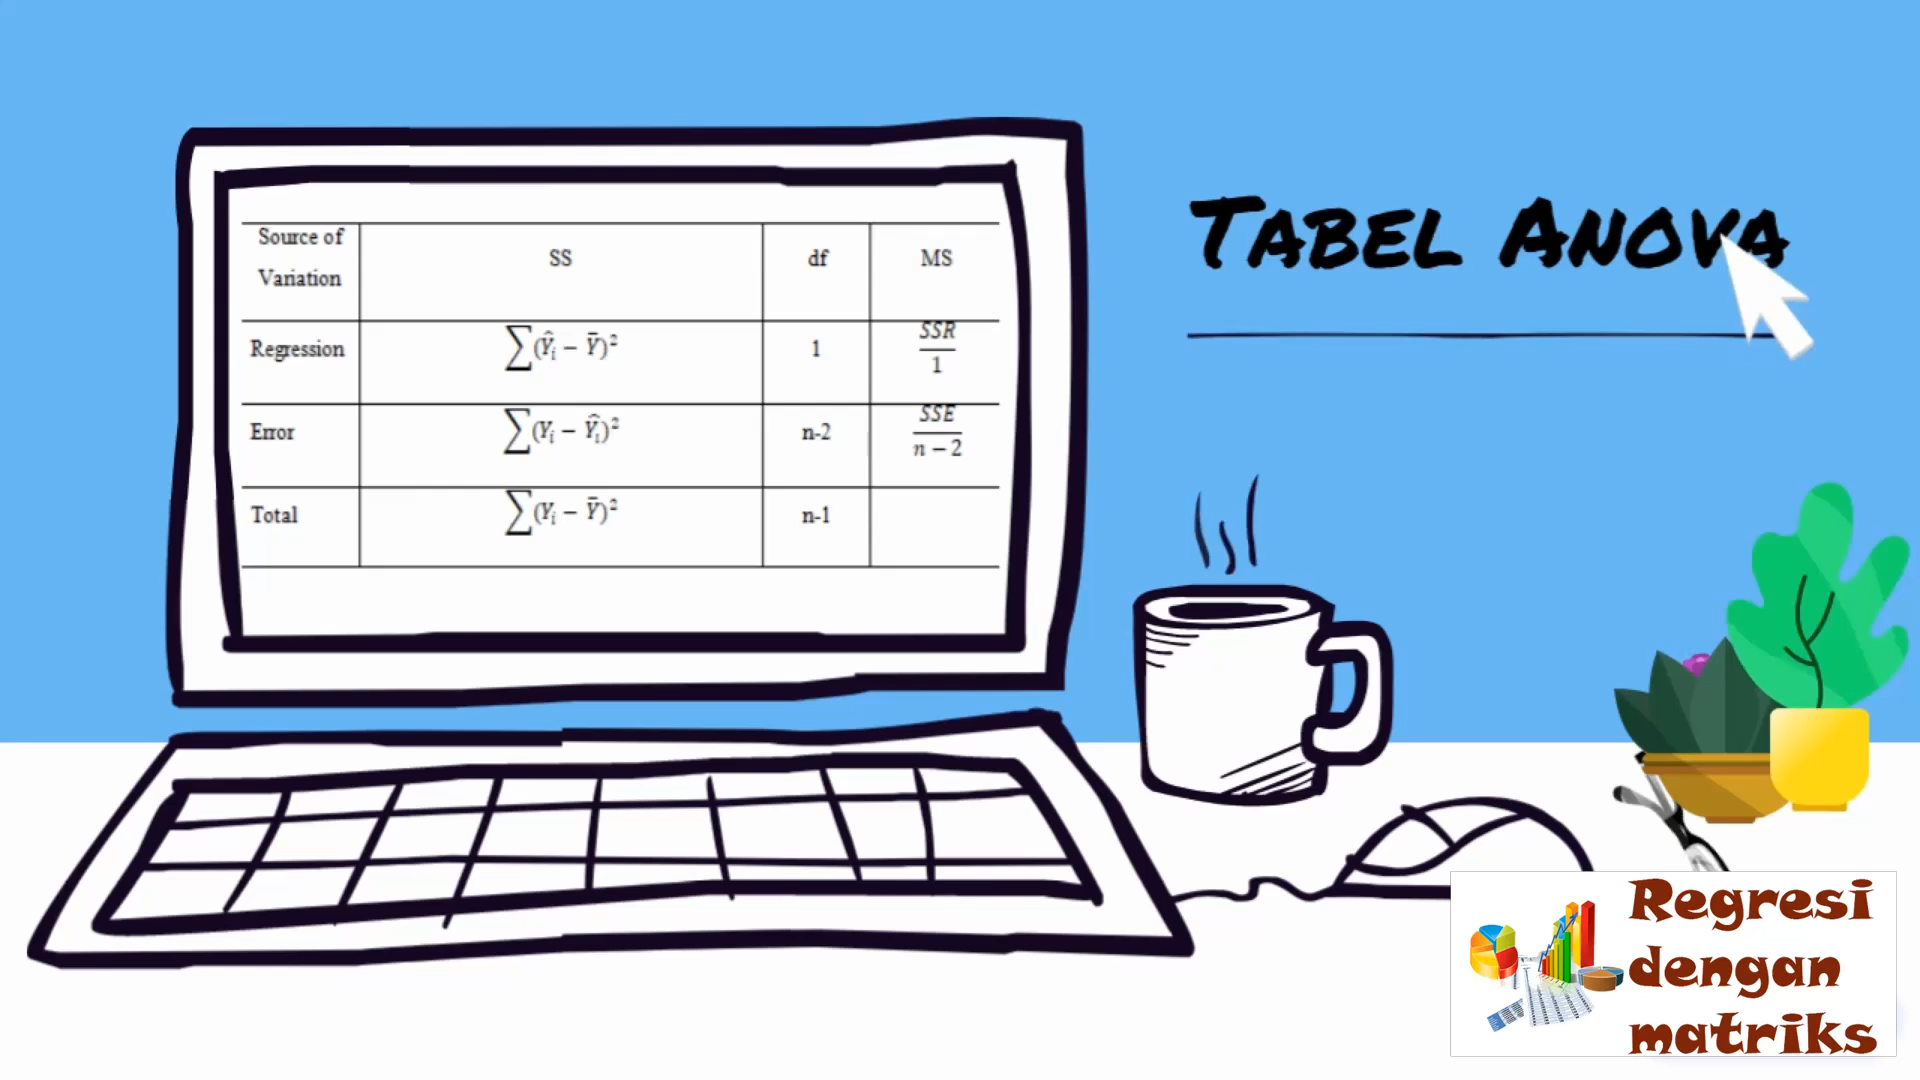 Tabel Anova
Source of Variation | SS | df | MS
Regression | ∑(Ŷᵢ − Ȳ)² | 1 | SSR/1
Error | ∑(Yᵢ − Ŷᵢ)² | n-2 | SSE/n − 2
Total | ∑(Yᵢ − Ȳ)² | n-1
Regresi
dengan
matriks